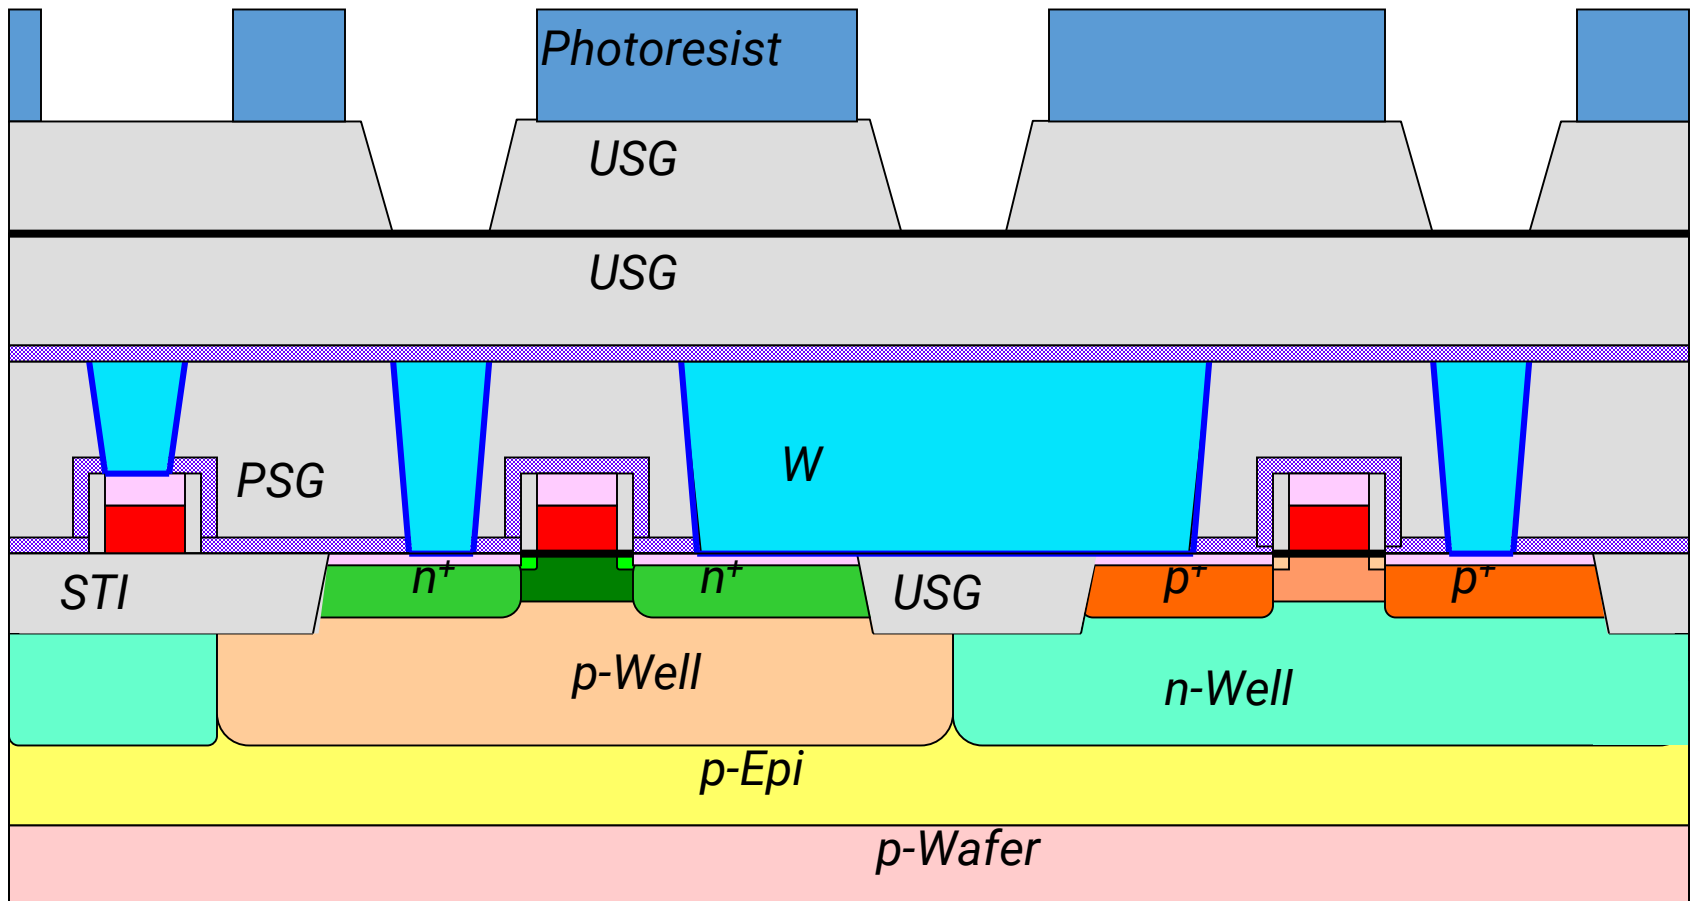 Photoresist
USG
USG
W
PSG
STI
n⁺
n⁺
USG
p⁺
p⁺
p-Well
n-Well
p-Epi
p-Wafer